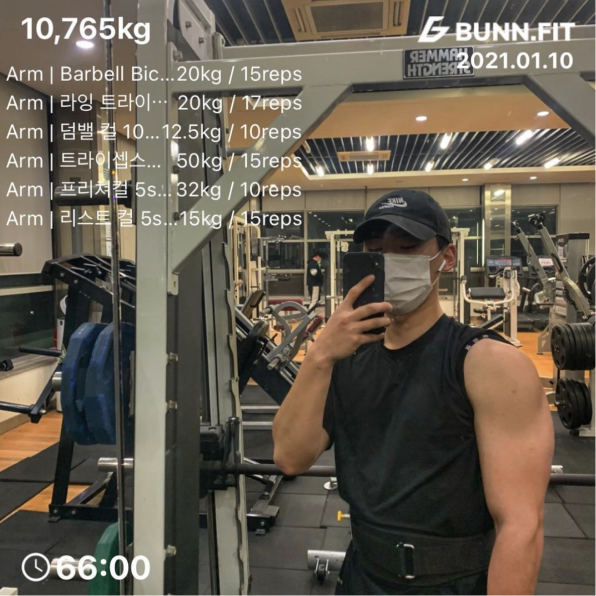 10,765kg
BUNN.FIT
2021.01.10
HAMMER
STRENGTH
Arm | Barbell Bic...20kg / 15reps
Arm | 라잉 트라이... 20kg / 17reps
Arm | 덤밸 컬 10...12.5kg / 10reps
Arm | 트라이셉스... 50kg / 15reps
Arm | 프리쳐컬 5s...32kg / 10reps
Arm | 리스트 컬 5s...15kg / 15reps
NIKE
66:00